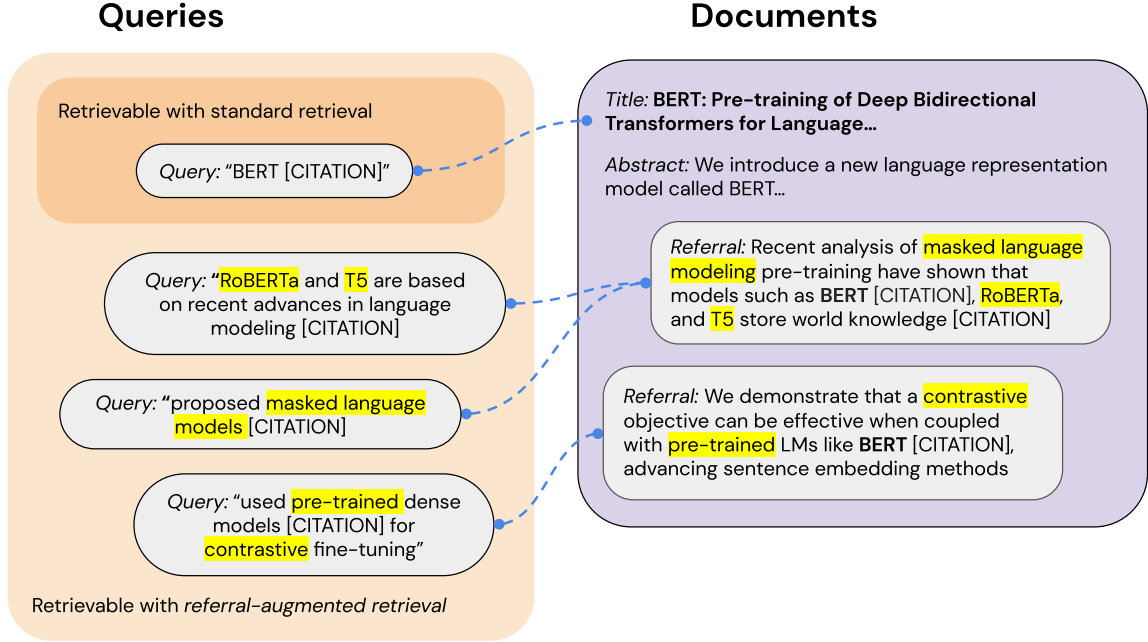 Queries
Retrievable with standard retrieval
Query: “BERT [CITATION]”
Query: “RoBERTa and T5 are based
on recent advances in language
modeling [CITATION]
Query: “proposed masked language
models [CITATION]
Query: “used pre-trained dense
models [CITATION] for
contrastive fine-tuning”
Retrievable with referral-augmented retrieval
Documents
Title: BERT: Pre-training of Deep Bidirectional
Transformers for Language...
Abstract: We introduce a new language representation
model called BERT...
Referral: Recent analysis of masked language
modeling pre-training have shown that
models such as BERT [CITATION], RoBERTa,
and T5 store world knowledge [CITATION]
Referral: We demonstrate that a contrastive
objective can be effective when coupled
with pre-trained LMs like BERT [CITATION],
advancing sentence embedding methods